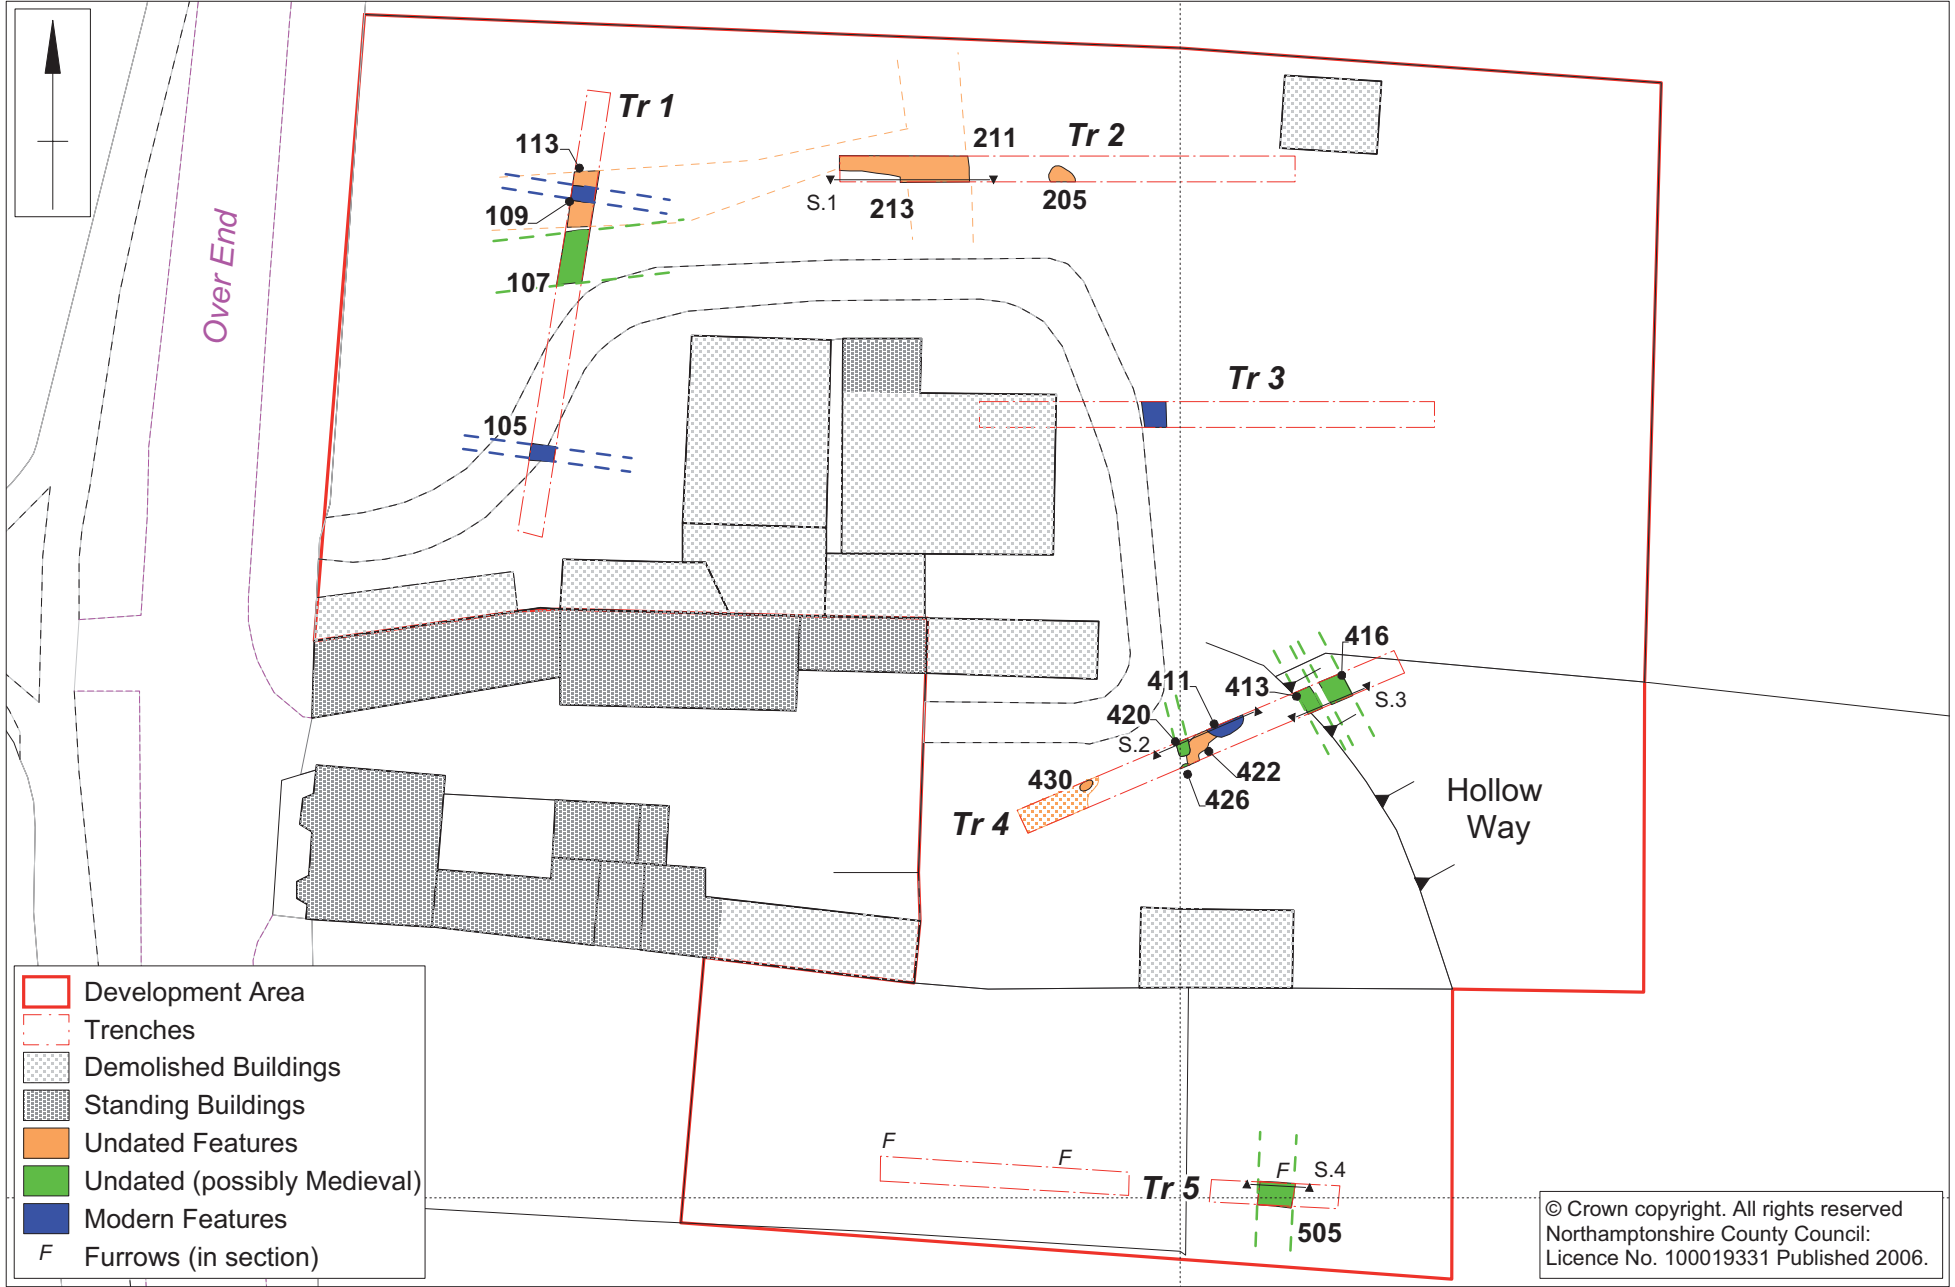 Tr 1
113
211
Tr 2
109
S.1
213
205
Over End
107
Tr 3
105
416
411
413
S.3
420
S.2
430
422
426
Hollow
Way
Tr 4
Development Area
Trenches
Demolished Buildings
Standing Buildings
Undated Features
Undated (possibly Medieval)
Modern Features
F Furrows (in section)
F
F
F
S.4
Tr 5
505
© Crown copyright. All rights reserved
Northamptonshire County Council:
Licence No. 100019331 Published 2006.